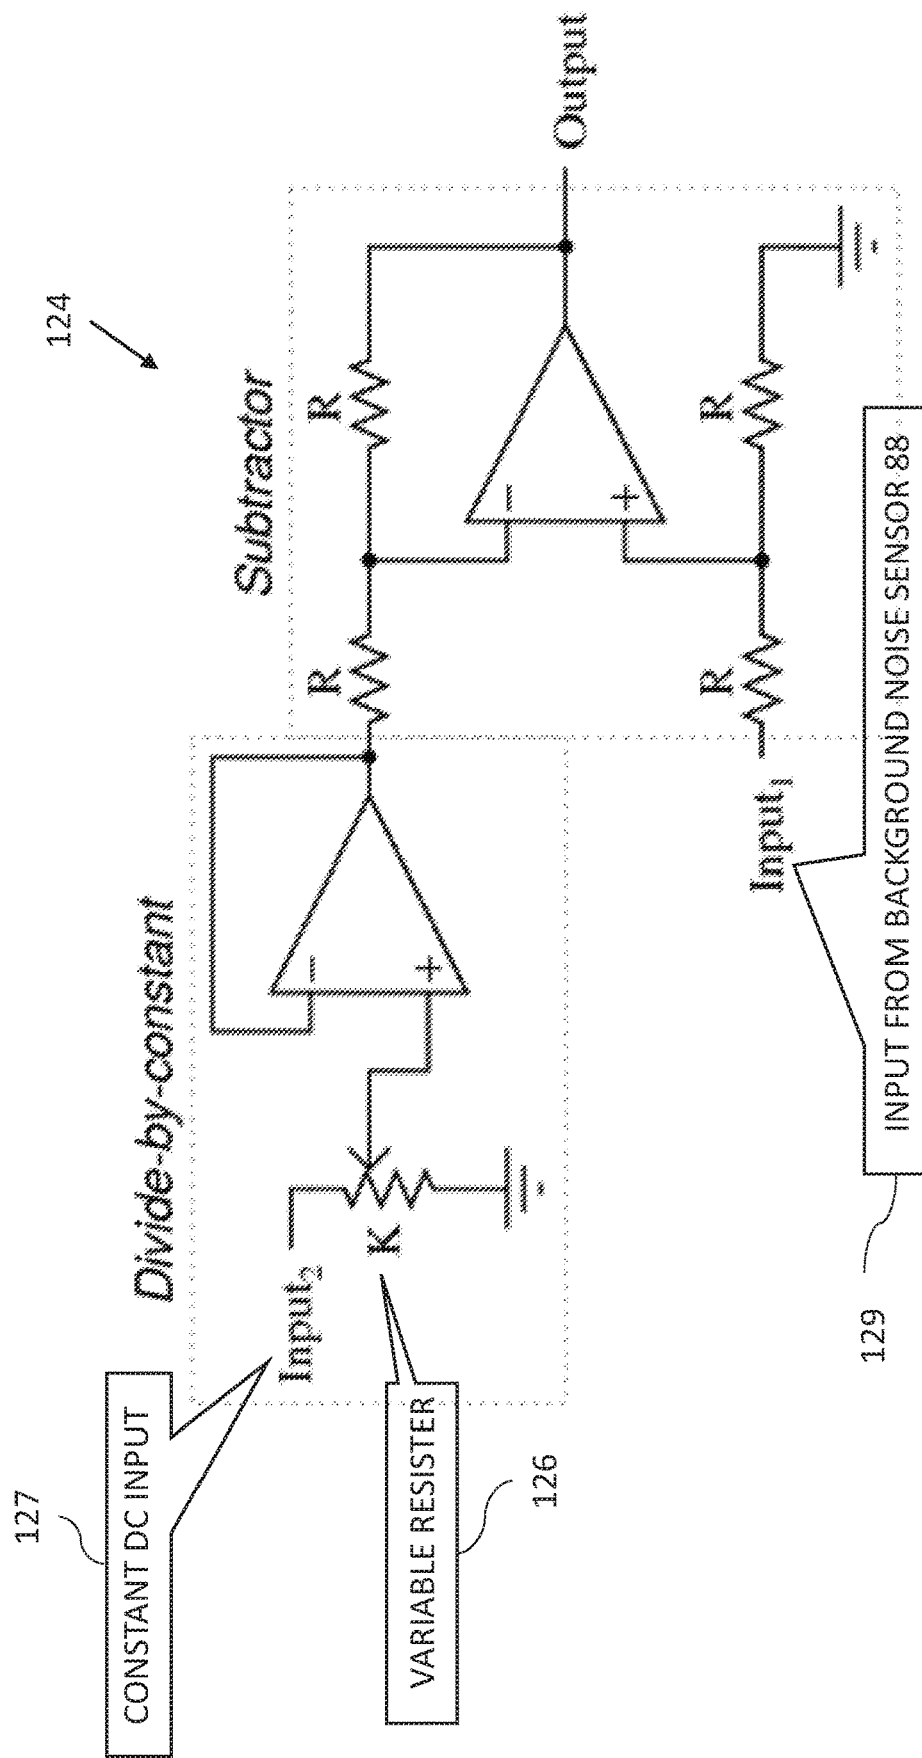 124
Subtractor
Divide-by-constant
127
CONSTANT DC INPUT
Input₂
K
VARIABLE RESISTER
126
R
R
-
+
-
+
Output
R
R
Input₁
INPUT FROM BACKGROUND NOISE SENSOR 88
129